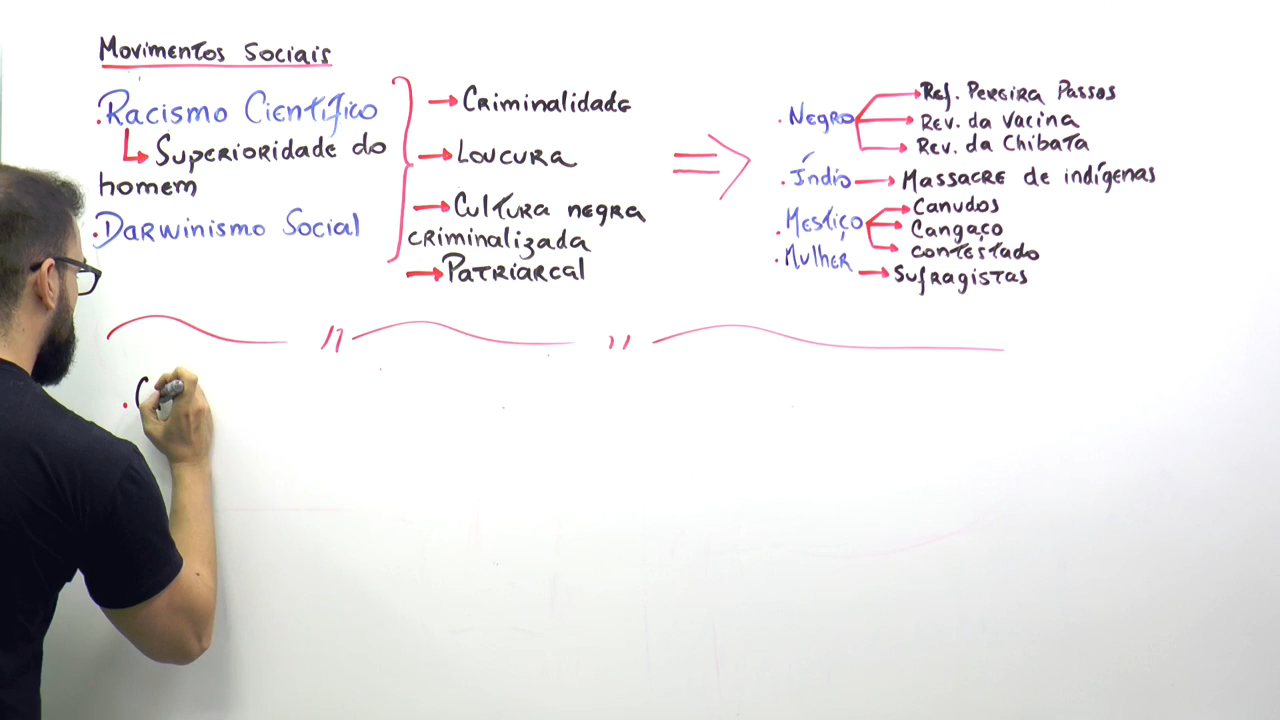 Movimentos Sociais
.Racismo Científico
Superioridade do
homem
.Darwinismo Social
Criminalidade
Loucura
Cultura negra
criminalizada
Patriarcal
.Negro
Ref. Pereira Passos
Rev. da Vacina
Rev. da Chibata
.Índio Massacre de indígenas
.Mestiço
Canudos
Cangaço
contestado
.Mulher
Sufragistas
.C